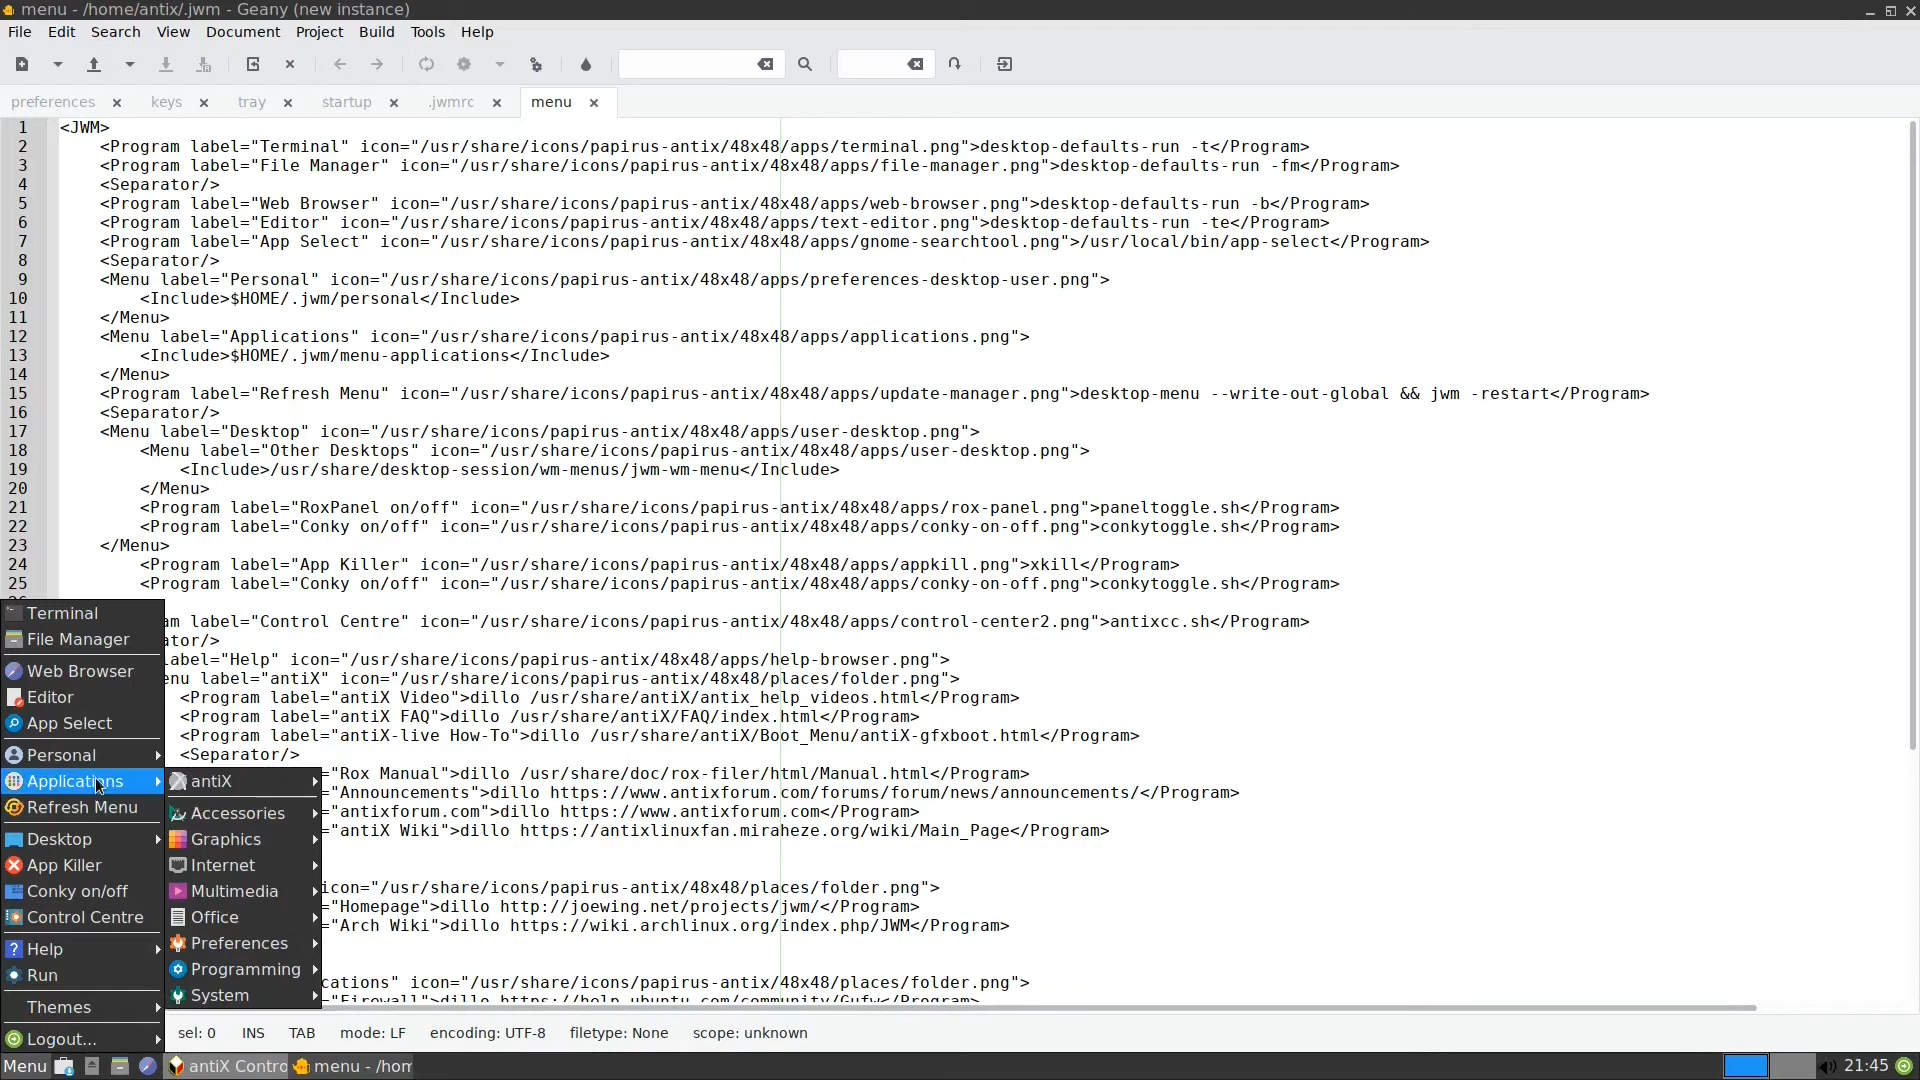 menu - /home/antix/.jwm - Geany (new instance)
File Edit Search View Document Project Build Tools Help
preferences keys tray startup .jwmrc menu
1 <JWM>
2 <Program label="Terminal" icon="/usr/share/icons/papirus-antix/48x48/apps/terminal.png">desktop-defaults-run -t</Program>
3 <Program label="File Manager" icon="/usr/share/icons/papirus-antix/48x48/apps/file-manager.png">desktop-defaults-run -fm</Program>
4 <Separator/>
5 <Program label="Web Browser" icon="/usr/share/icons/papirus-antix/48x48/apps/web-browser.png">desktop-defaults-run -b</Program>
6 <Program label="Editor" icon="/usr/share/icons/papirus-antix/48x48/apps/text-editor.png">desktop-defaults-run -te</Program>
7 <Program label="App Select" icon="/usr/share/icons/papirus-antix/48x48/apps/gnome-searchtool.png">/usr/local/bin/app-select</Program>
8 <Separator/>
9 <Menu label="Personal" icon="/usr/share/icons/papirus-antix/48x48/apps/preferences-desktop-user.png">
10 <Include>$HOME/.jwm/personal</Include>
11 </Menu>
12 <Menu label="Applications" icon="/usr/share/icons/papirus-antix/48x48/apps/applications.png">
13 <Include>$HOME/.jwm/menu-applications</Include>
14 </Menu>
15 <Program label="Refresh Menu" icon="/usr/share/icons/papirus-antix/48x48/apps/update-manager.png">desktop-menu --write-out-global && jwm -restart</Program>
16 <Separator/>
17 <Menu label="Desktop" icon="/usr/share/icons/papirus-antix/48x48/apps/user-desktop.png">
18 <Menu label="Other Desktops" icon="/usr/share/icons/papirus-antix/48x48/apps/user-desktop.png">
19 <Include>/usr/share/desktop-session/wm-menus/jwm-wm-menu</Include>
20 </Menu>
21 <Program label="RoxPanel on/off" icon="/usr/share/icons/papirus-antix/48x48/apps/rox-panel.png">paneltoggle.sh</Program>
22 <Program label="Conky on/off" icon="/usr/share/icons/papirus-antix/48x48/apps/conky-on-off.png">conkytoggle.sh</Program>
23 </Menu>
24 <Program label="App Killer" icon="/usr/share/icons/papirus-antix/48x48/apps/appkill.png">xkill</Program>
25 <Program label="Conky on/off" icon="/usr/share/icons/papirus-antix/48x48/apps/conky-on-off.png">conkytoggle.sh</Program>
am label="Control Centre" icon="/usr/share/icons/papirus-antix/48x48/apps/control-center2.png">antixcc.sh</Program>
ator/>
label="Help" icon="/usr/share/icons/papirus-antix/48x48/apps/help-browser.png">
nu label="antiX" icon="/usr/share/icons/papirus-antix/48x48/places/folder.png">
<Program label="antiX Video">dillo /usr/share/antiX/antix_help_videos.html</Program>
<Program label="antiX FAQ">dillo /usr/share/antiX/FAQ/index.html</Program>
<Program label="antiX-live How-To">dillo /usr/share/antiX/Boot_Menu/antiX-gfxboot.html</Program>
<Separator/>
="Rox Manual">dillo /usr/share/doc/rox-filer/html/Manual.html</Program>
="Announcements">dillo https://www.antixforum.com/forums/forum/news/announcements/</Program>
="antixforum.com">dillo https://www.antixforum.com</Program>
="antiX Wiki">dillo https://antixlinuxfan.miraheze.org/wiki/Main_Page</Program>
icon="/usr/share/icons/papirus-antix/48x48/places/folder.png">
="Homepage">dillo http://joewing.net/projects/jwm/</Program>
="Arch Wiki">dillo https://wiki.archlinux.org/index.php/JWM</Program>
cations" icon="/usr/share/icons/papirus-antix/48x48/places/folder.png">
="Firewall">dillo https://help.ubuntu.com/community/Gufw</Program>
Terminal
File Manager
Web Browser
Editor
App Select
Personal
Applications
Refresh Menu
Desktop
App Killer
Conky on/off
Control Centre
Help
Run
Themes
Logout...
antiX
Accessories
Graphics
Internet
Multimedia
Office
Preferences
Programming
System
sel: 0 INS TAB mode: LF encoding: UTF-8 filetype: None scope: unknown
Menu antiX Contro menu - /hom 21:45